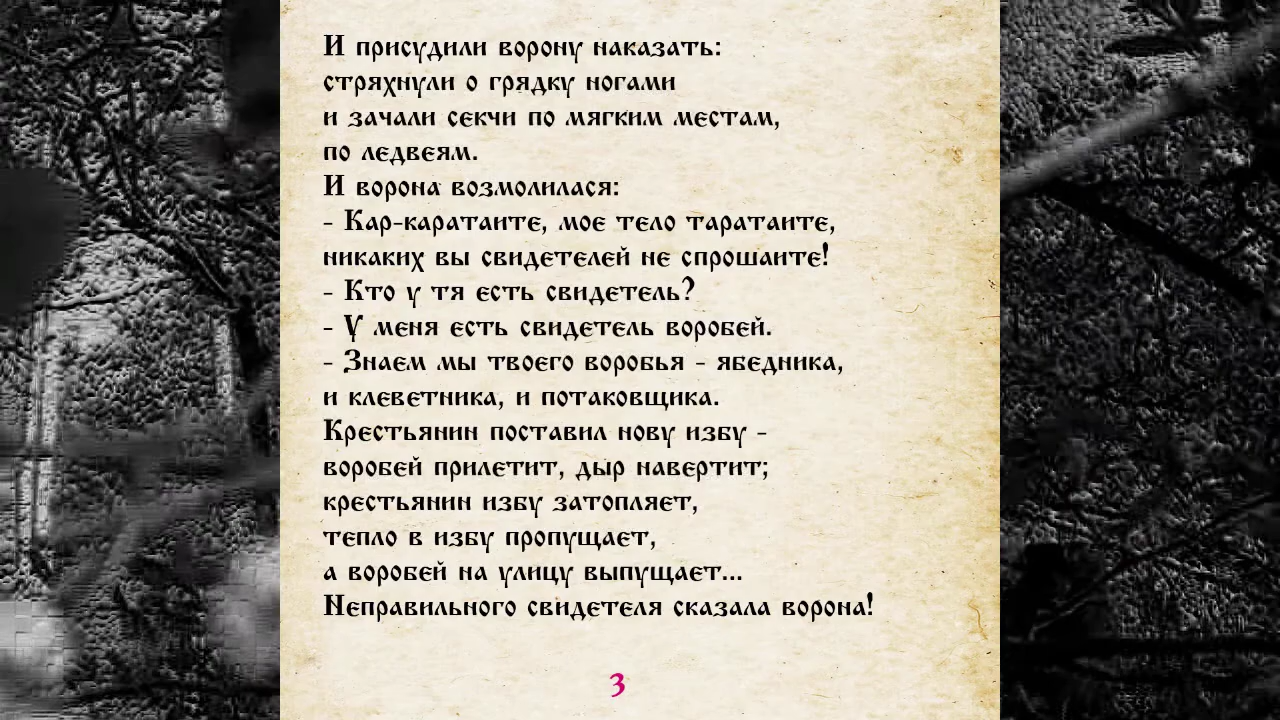 И присудили ворону наказать:
стряхнули о грядку ногами
и зачали секчи по мягким местам,
по ледвеям.
И ворона возмолилася:
- Кар-каратаите, мое тело таратаите,
никаких вы свидетелей не спрошаите!
- Кто у тя есть свидетель?
- У меня есть свидетель воробей.
- Знаем мы твоего воробья - ябедника,
и клеветника, и потаковщика.
Крестьянин поставил нову избу -
воробей прилетит, дыр навертит;
крестьянин избу затопляет,
тепло в избу пропущает,
а воробей на улицу выпущает...
Неправильного свидетеля сказала ворона!
3